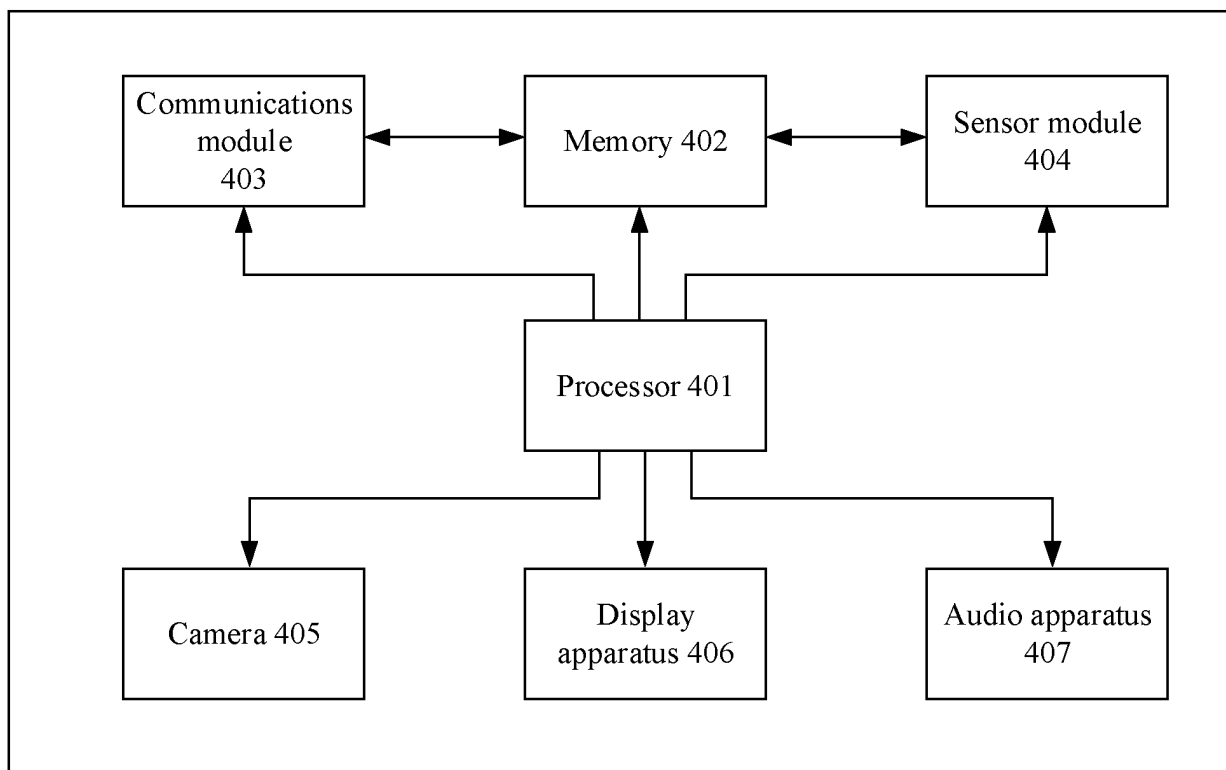 Communications
module
403
Memory 402
Sensor module
404
Processor 401
Camera 405
Display
apparatus 406
Audio apparatus
407